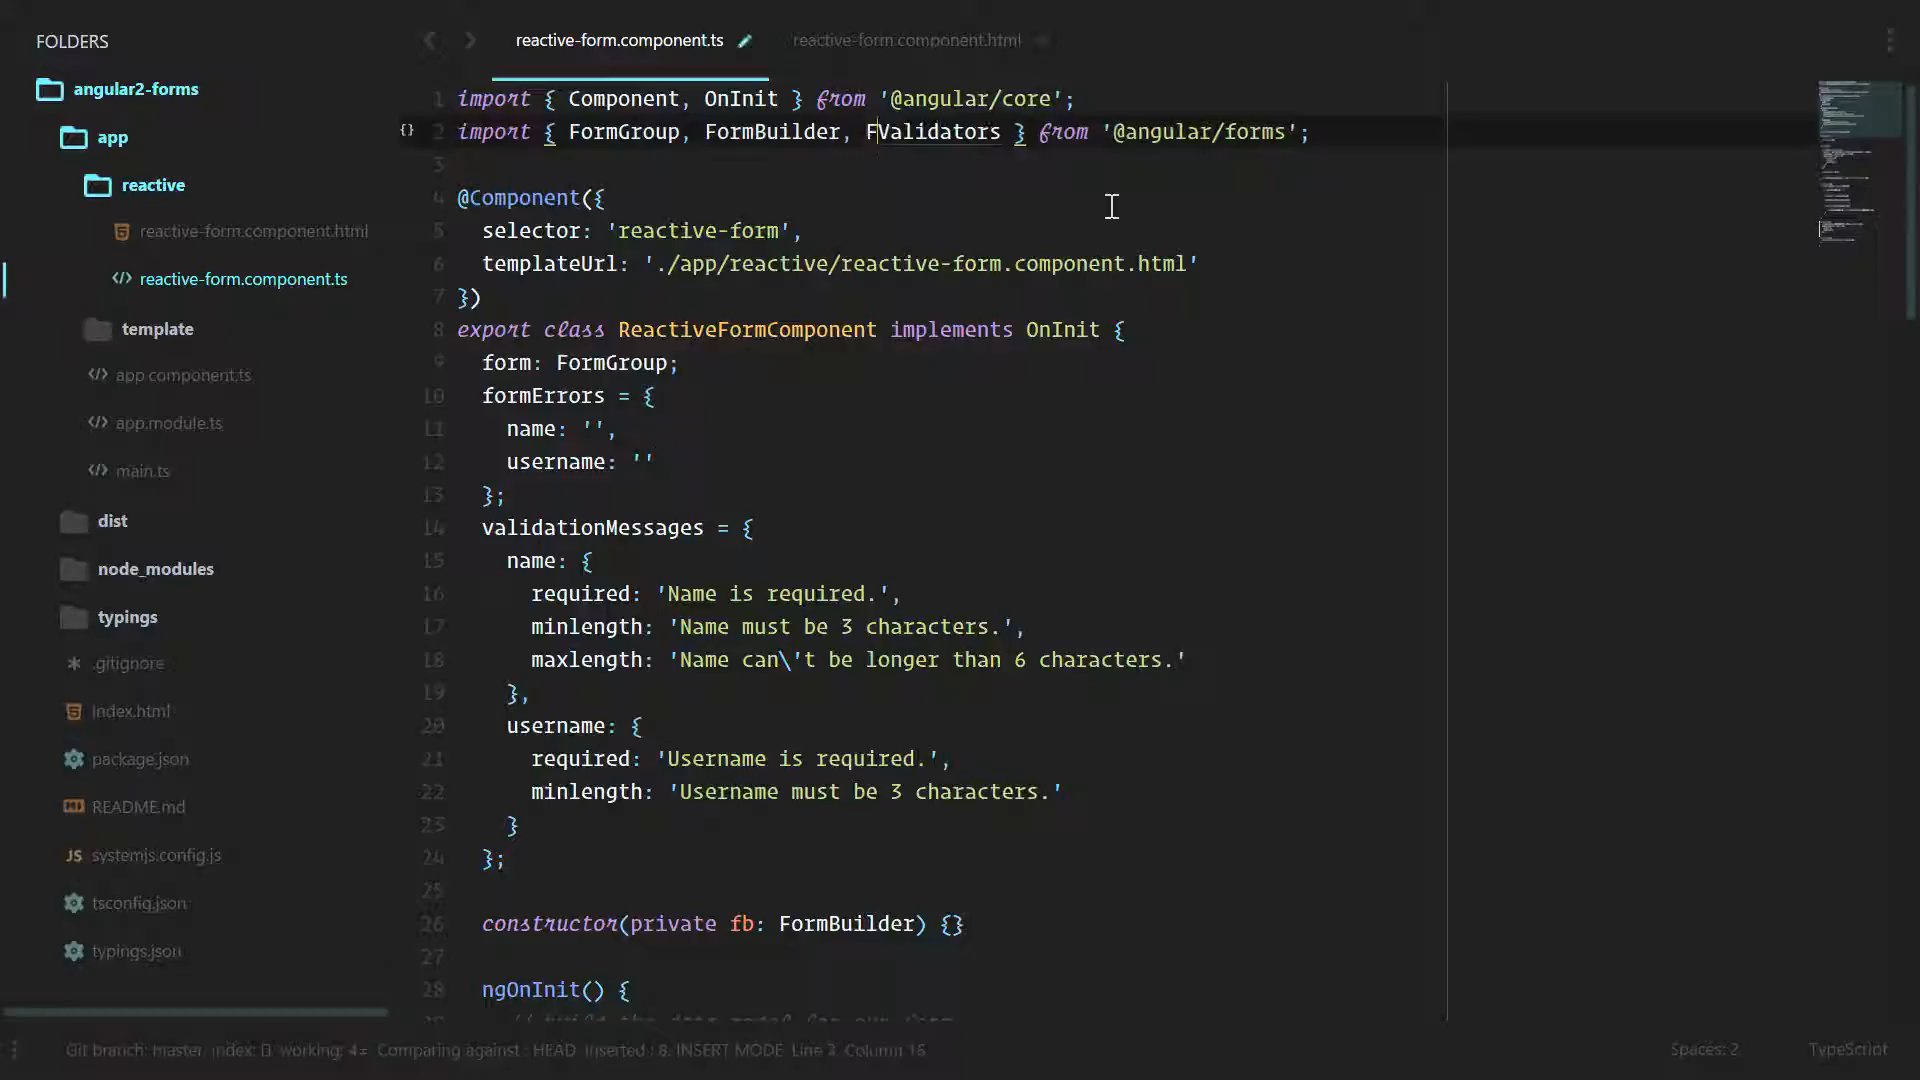 FOLDERS
angular2-forms
app
reactive
reactive-form.component.html
reactive-form.component.ts
template
app.component.ts
app.module.ts
main.ts
dist
node_modules
typings
.gitignore
index.html
package.json
README.md
JS systemjs.config.js
tsconfig.json
typings.json
reactive-form.component.ts
reactive-form.component.html
1 import { Component, OnInit } from '@angular/core';
{} 2 import { FormGroup, FormBuilder, FValidators } from '@angular/forms';
3
4 @Component({
5 selector: 'reactive-form',
6 templateUrl: './app/reactive/reactive-form.component.html'
7 })
8 export class ReactiveFormComponent implements OnInit {
9 form: FormGroup;
10 formErrors = {
11 name: '',
12 username: ''
13 };
14 validationMessages = {
15 name: {
16 required: 'Name is required.',
17 minlength: 'Name must be 3 characters.',
18 maxlength: 'Name can\'t be longer than 6 characters.'
19 },
20 username: {
21 required: 'Username is required.',
22 minlength: 'Username must be 3 characters.'
23 }
24 };
25
26 constructor(private fb: FormBuilder) {}
27
28 ngOnInit() {
Git branch: master, index: working: 4≠ Comparing against : HEAD Inserted : 8, INSERT MODE, Line 2, Column
Spaces: 2
TypeScript